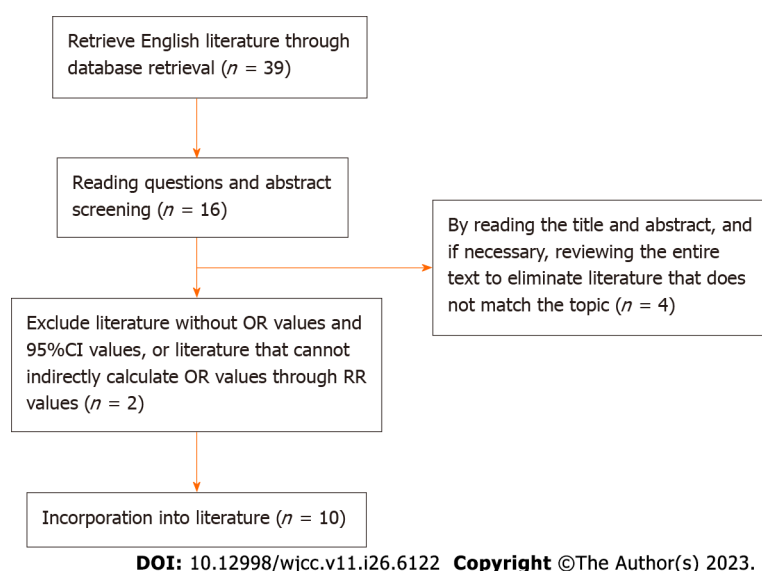 Retrieve English literature through
database retrieval (n = 39)
Reading questions and abstract
screening (n = 16)
By reading the title and abstract, and
if necessary, reviewing the entire
text to eliminate literature that does
not match the topic (n = 4)
Exclude literature without OR values and
95%CI values, or literature that cannot
indirectly calculate OR values through RR
values (n = 2)
Incorporation into literature (n = 10)
DOI: 10.12998/wjcc.v11.i26.6122 Copyright ©The Author(s) 2023.